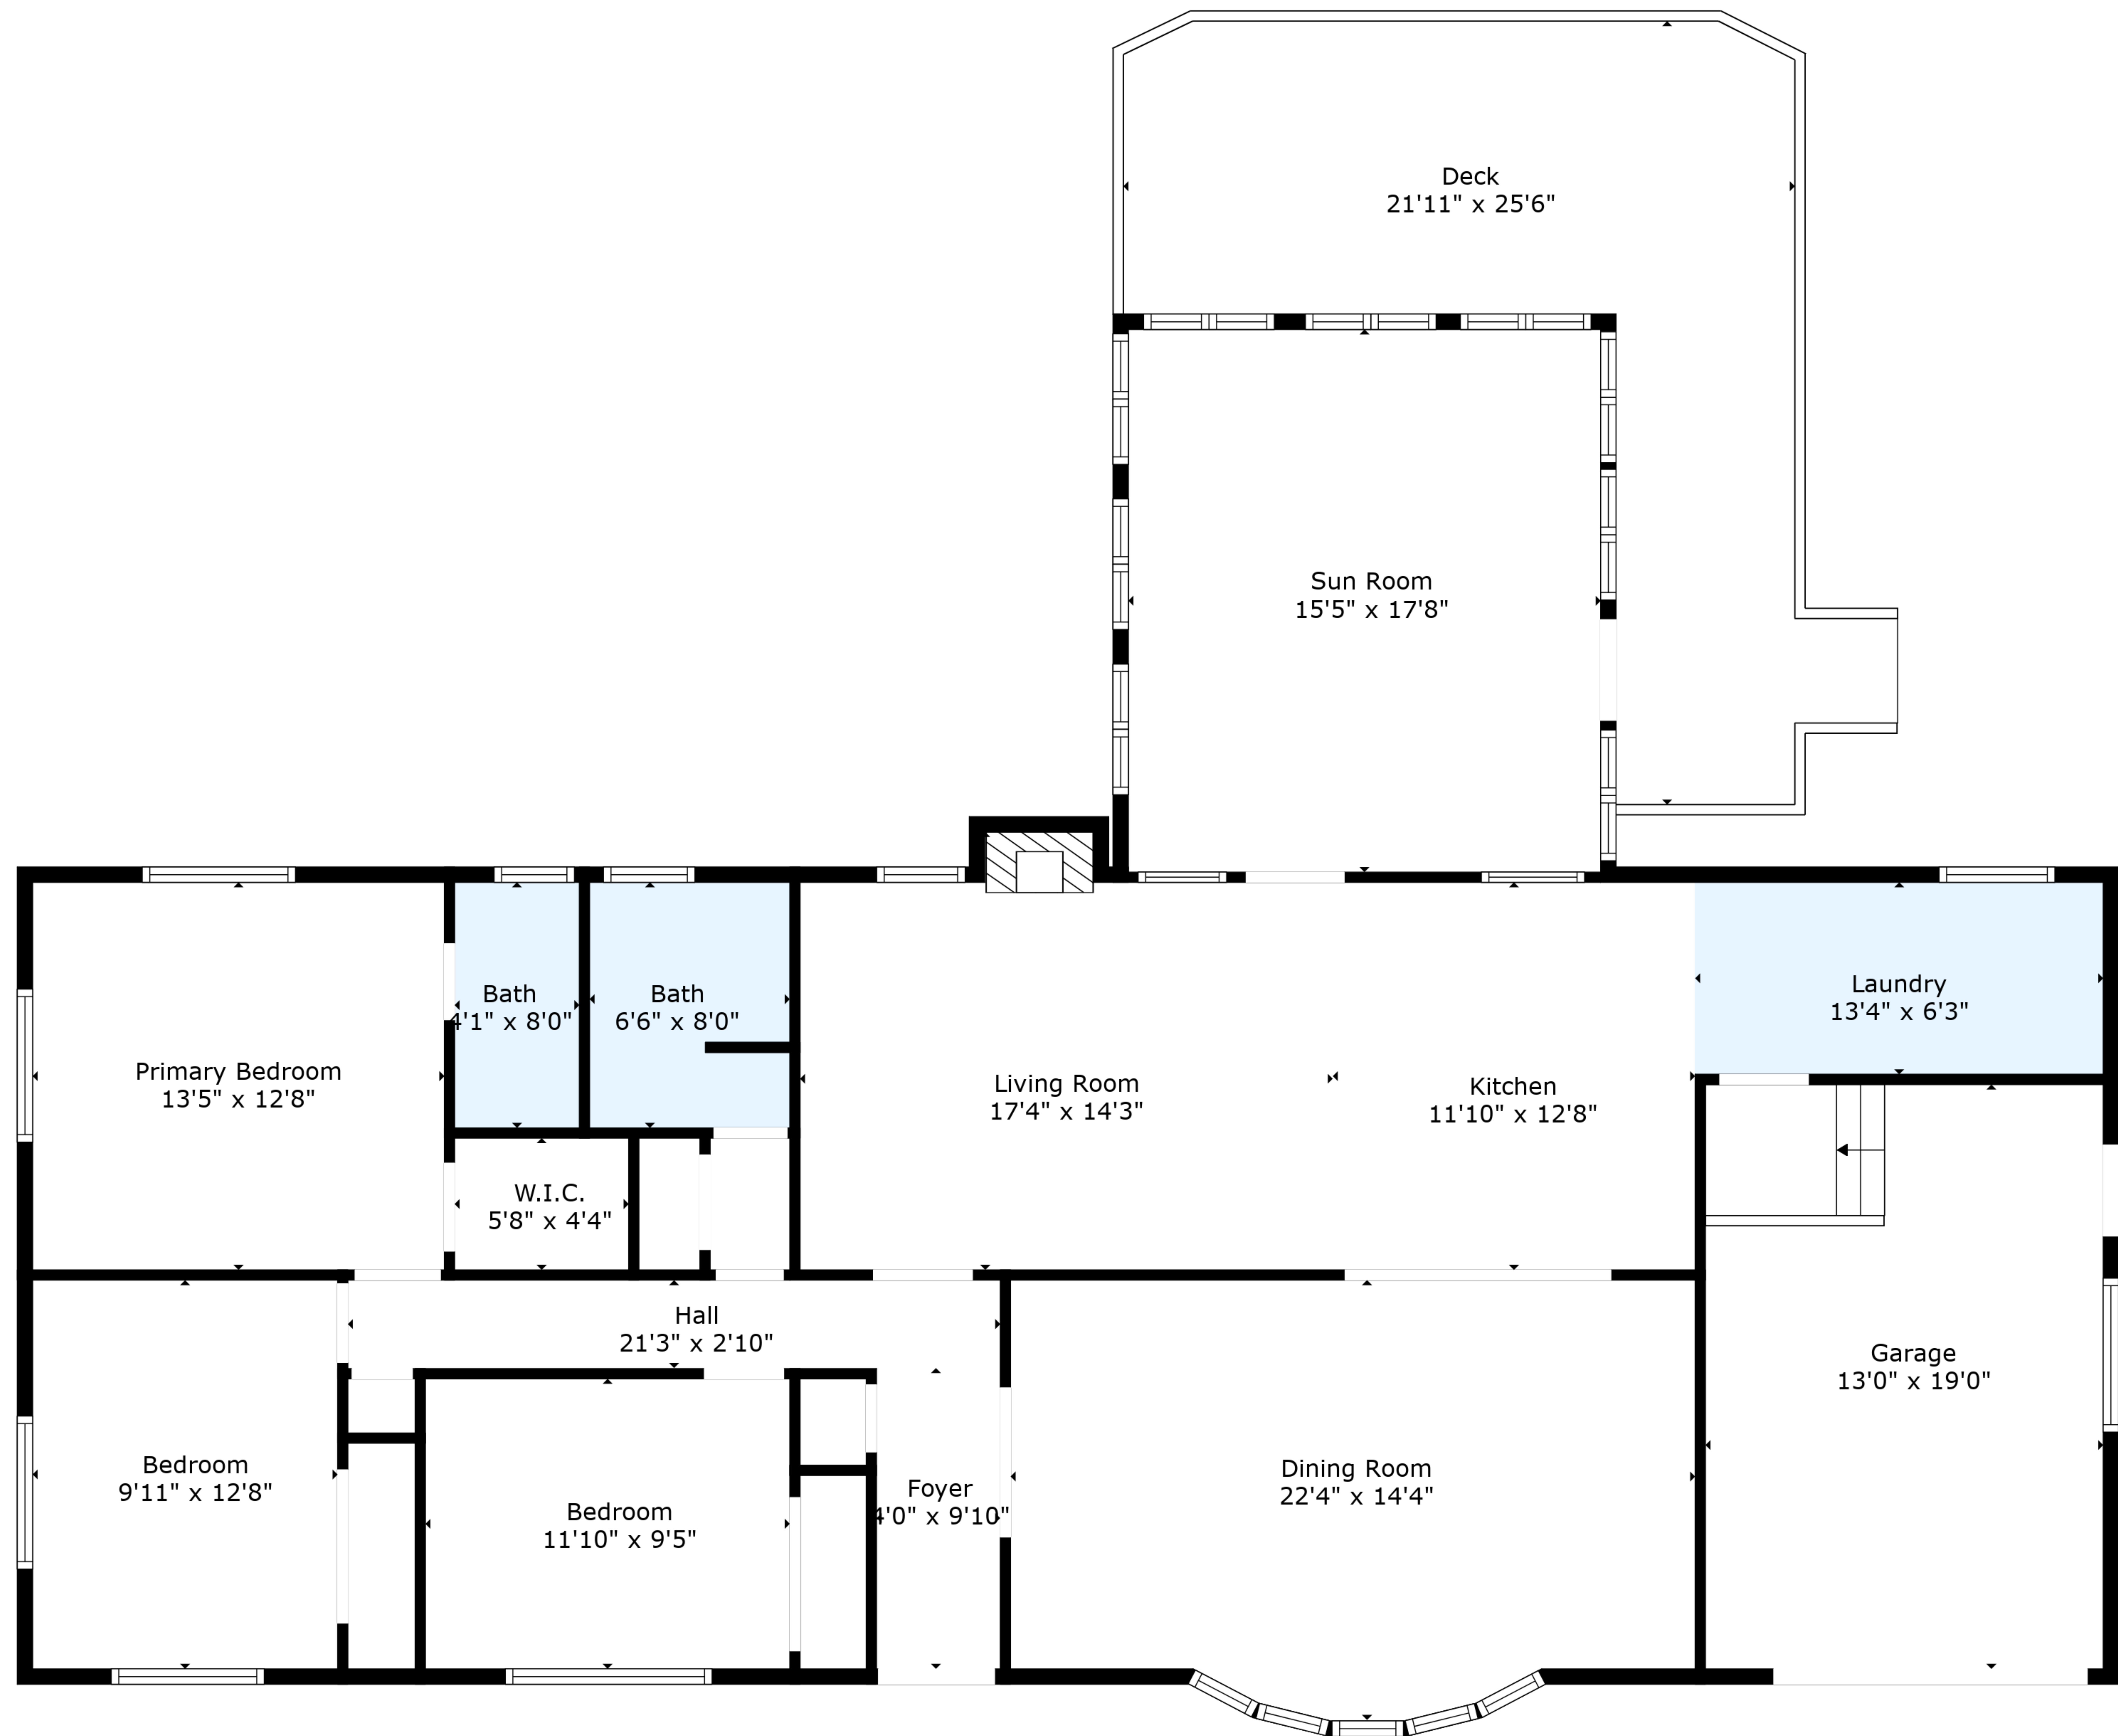 Deck
21'11" x 25'6"
Sun Room
15'5" x 17'8"
Primary Bedroom
13'5" x 12'8"
Bath
4'1" x 8'0"
Bath
6'6" x 8'0"
W.I.C.
5'8" x 4'4"
Living Room
17'4" x 14'3"
Kitchen
11'10" x 12'8"
Laundry
13'4" x 6'3"
Hall
21'3" x 2'10"
Bedroom
9'11" x 12'8"
Bedroom
11'10" x 9'5"
Foyer
4'0" x 9'10"
Dining Room
22'4" x 14'4"
Garage
13'0" x 19'0"